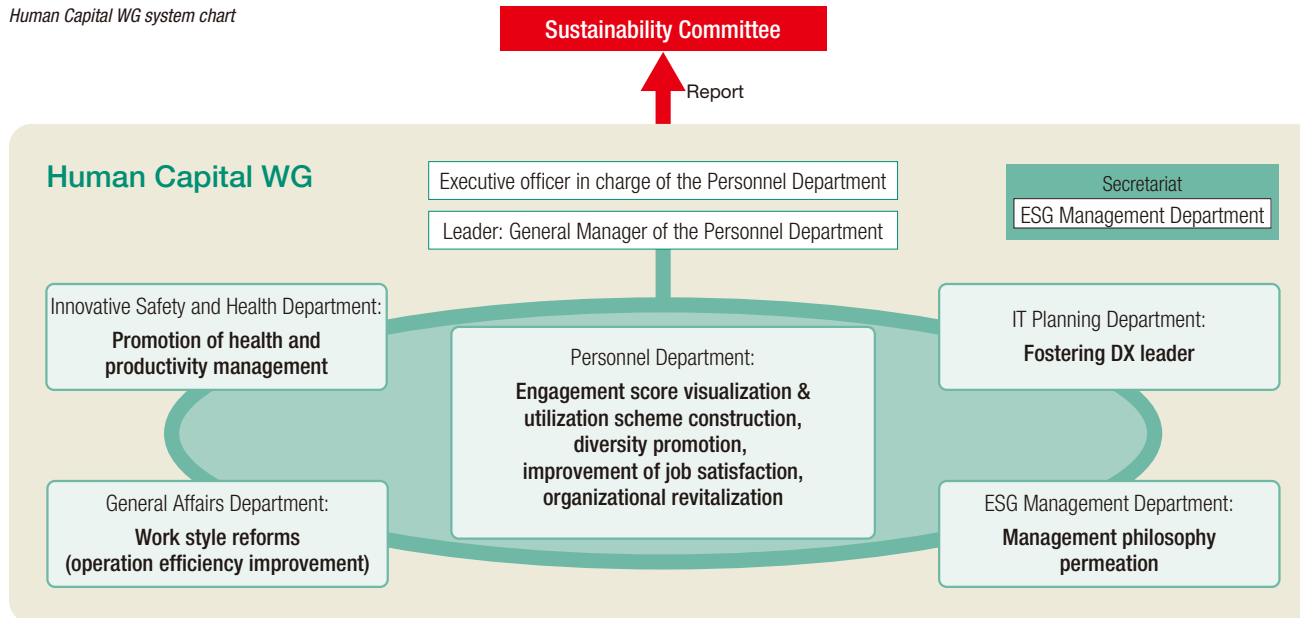 Human Capital WG system chart
Sustainability Committee
Report
Human Capital WG
Executive officer in charge of the Personnel Department
Leader: General Manager of the Personnel Department
Secretariat
ESG Management Department
Innovative Safety and Health Department:
Promotion of health and
productivity management
Personnel Department:
Engagement score visualization &
utilization scheme construction,
diversity promotion,
improvement of job satisfaction,
organizational revitalization
IT Planning Department:
Fostering DX leader
General Affairs Department:
Work style reforms
(operation efficiency improvement)
ESG Management Department:
Management philosophy
permeation